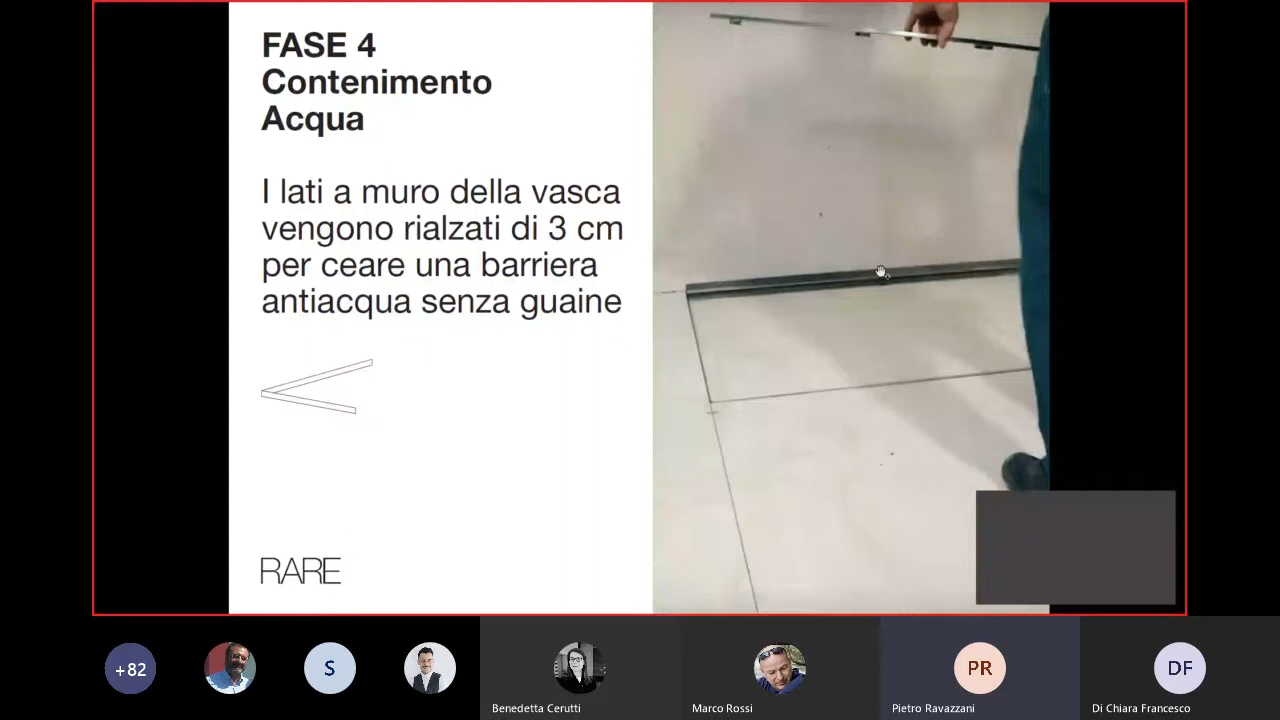 FASE 4
Contenimento
Acqua
I lati a muro della vasca
vengono rialzati di 3 cm
per ceare una barriera
antiacqua senza guaine
RARE
+82
S
PR
DF
Benedetta Cerutti
Marco Rossi
Pietro Ravazzani
Di Chiara Francesco